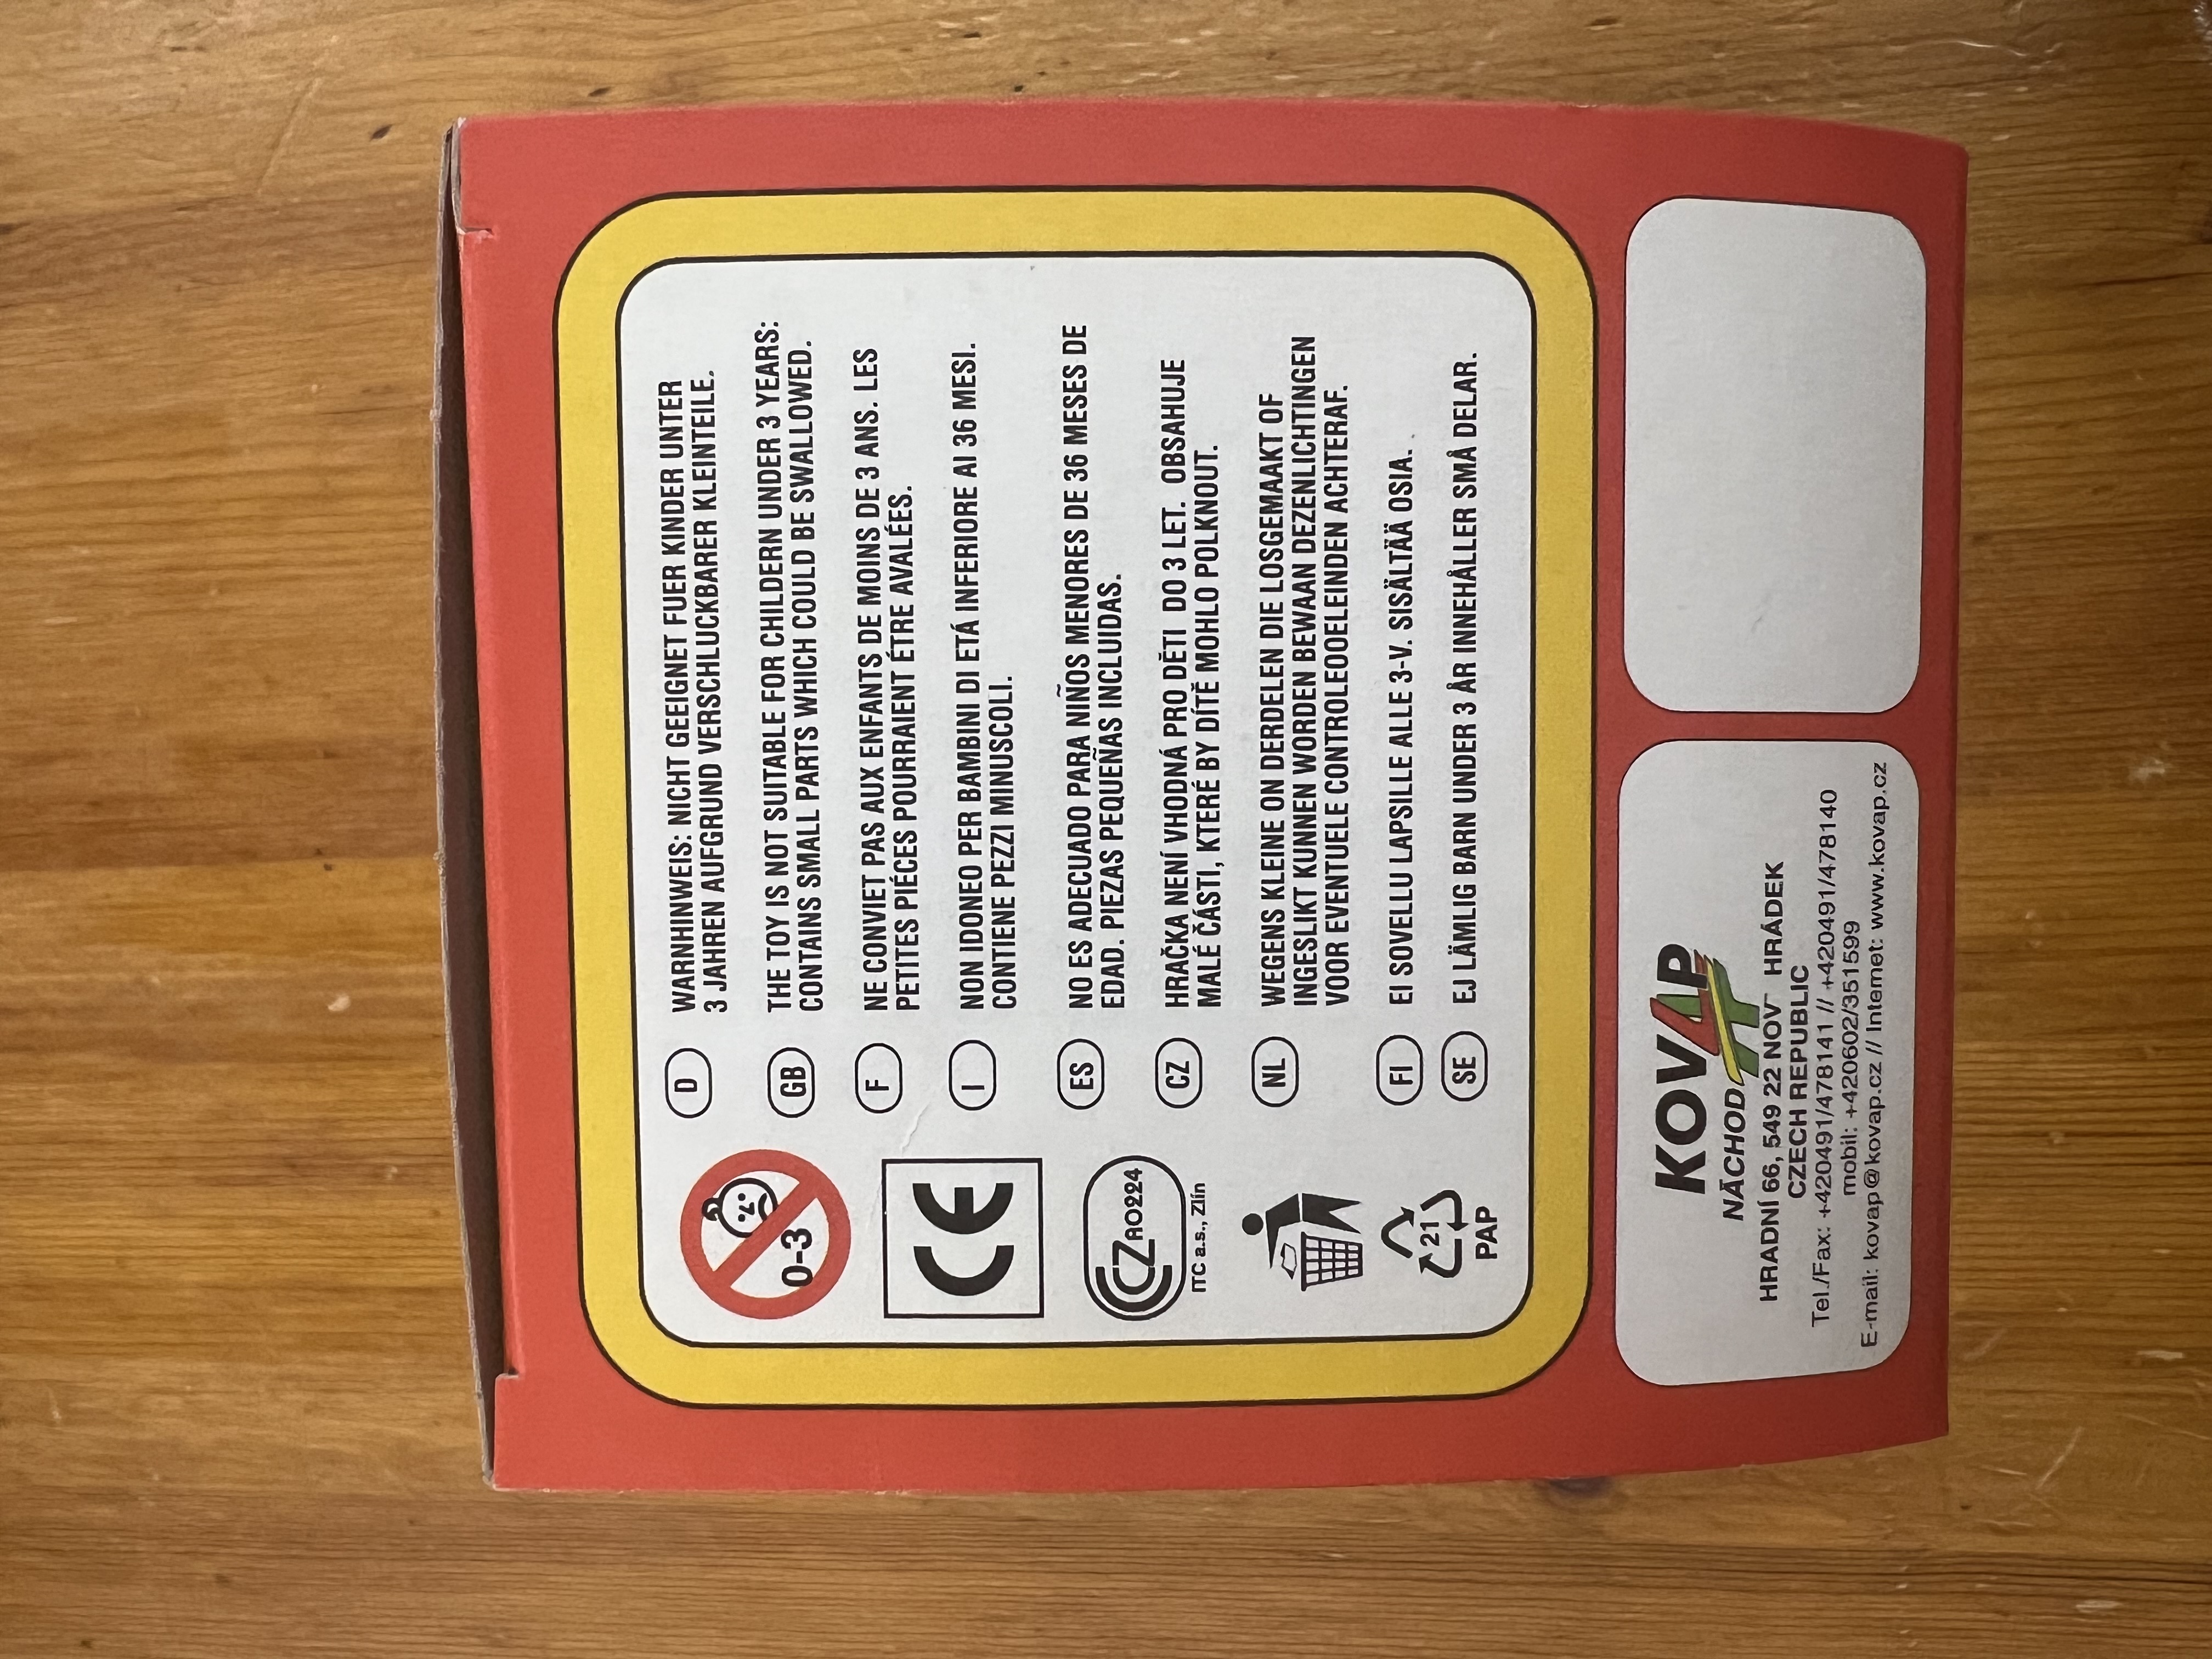 D
WARNHINWEIS: NICHT GEEIGNET FUER KINDER UNTER
3 JAHREN AUFGRUND VERSCHLUCKBARER KLEINTEILE.
GB
THE TOY IS NOT SUITABLE FOR CHILDERN UNDER 3 YEARS:
CONTAINS SMALL PARTS WHICH COULD BE SWALLOWED.
F
NE CONVIET PAS AUX ENFANTS DE MOINS DE 3 ANS. LES
PETITES PIÉCES POURRAIENT ÉTRE AVALÉES.
I
NON IDONEO PER BAMBINI DI ETÁ INFERIORE AI 36 MESI.
CONTIENE PEZZI MINUSCOLI.
ES
NO ES ADECUADO PARA NIÑOS MENORES DE 36 MESES DE
EDAD. PIEZAS PEQUEÑAS INCLUIDAS.
CZ
HRAČKA NENÍ VHODNÁ PRO DĚTI DO 3 LET. OBSAHUJE
MALÉ ČÁSTI, KTERÉ BY DÍTĚ MOHLO POLKNOUT.
NL
WEGENS KLEINE ON DERDELEN DIE LOSGEMAAKT OF
INGESLIKT KUNNEN WORDEN BEWAAN DEZENLICHTINGEN
VOOR EVENTUELE CONTROLEOOELEINDEN ACHTERAF.
FI
EI SOVELLU LAPSILLE ALLE 3-V. SISÄLTÄÄ OSIA.
SE
EJ LÄMLIG BARN UNDER 3 ÅR INNEHÅLLER SMÅ DELAR.
0-3
CE
CCZ AO224
ITC a.s., Zlín
21
PAP
KOVAP
NÁCHOD
HRADNÍ 66, 549 22 NOV¯ HRÁDEK
CZECH REPUBLIC
Tel./Fax: +420491/478141 // +420491/478140
mobil: +420602/351599
E-mail: kovap@kovap.cz // Internet: www.kovap.cz